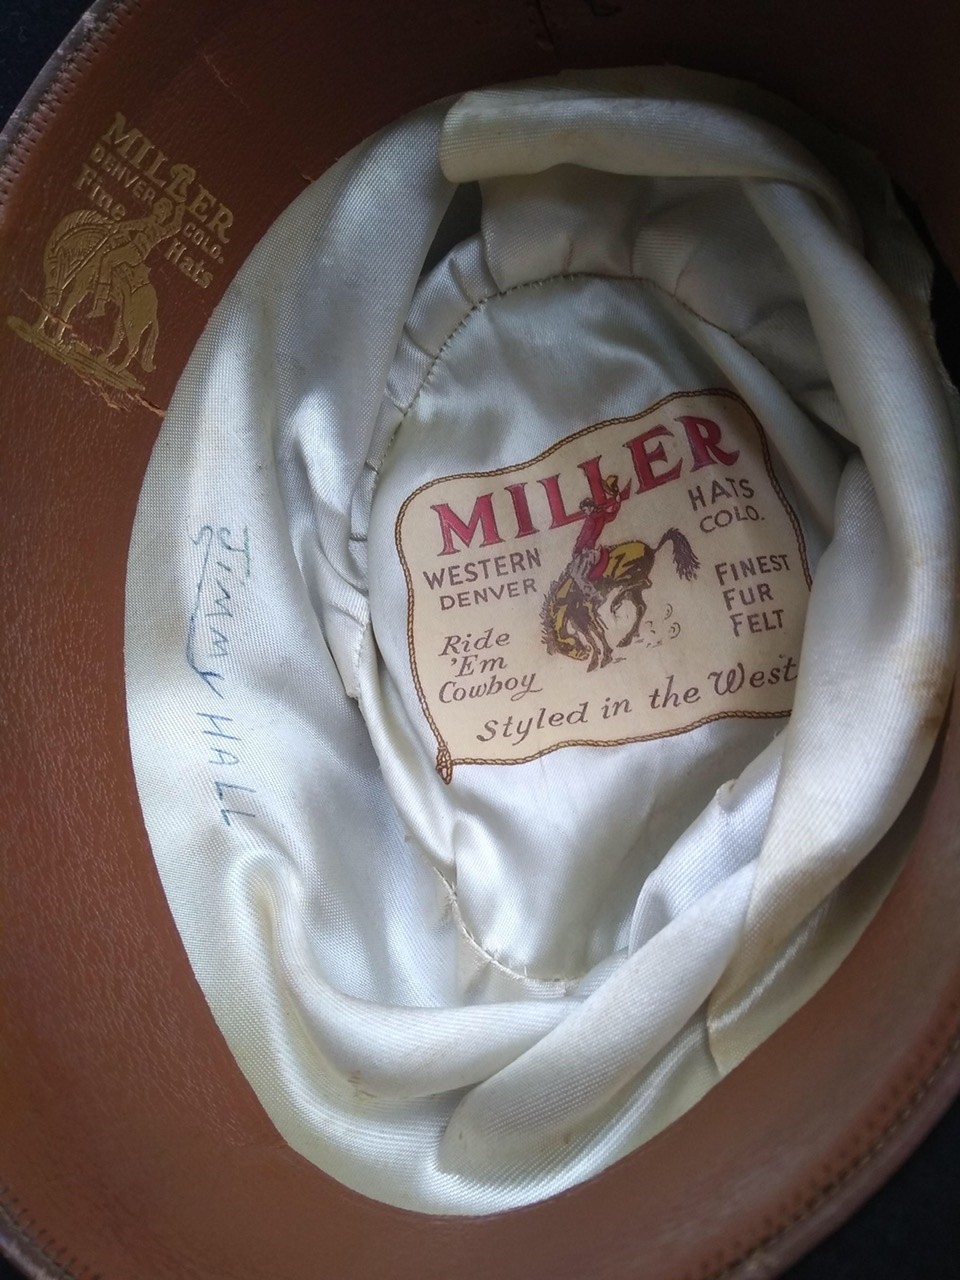 MILLER
DENVER COLO.
Fine Hats
Jimmy HALL
MILLER
WESTERN HATS
DENVER COLO.
Ride 'Em Cowboy
FINEST FUR FELT
Styled in the West